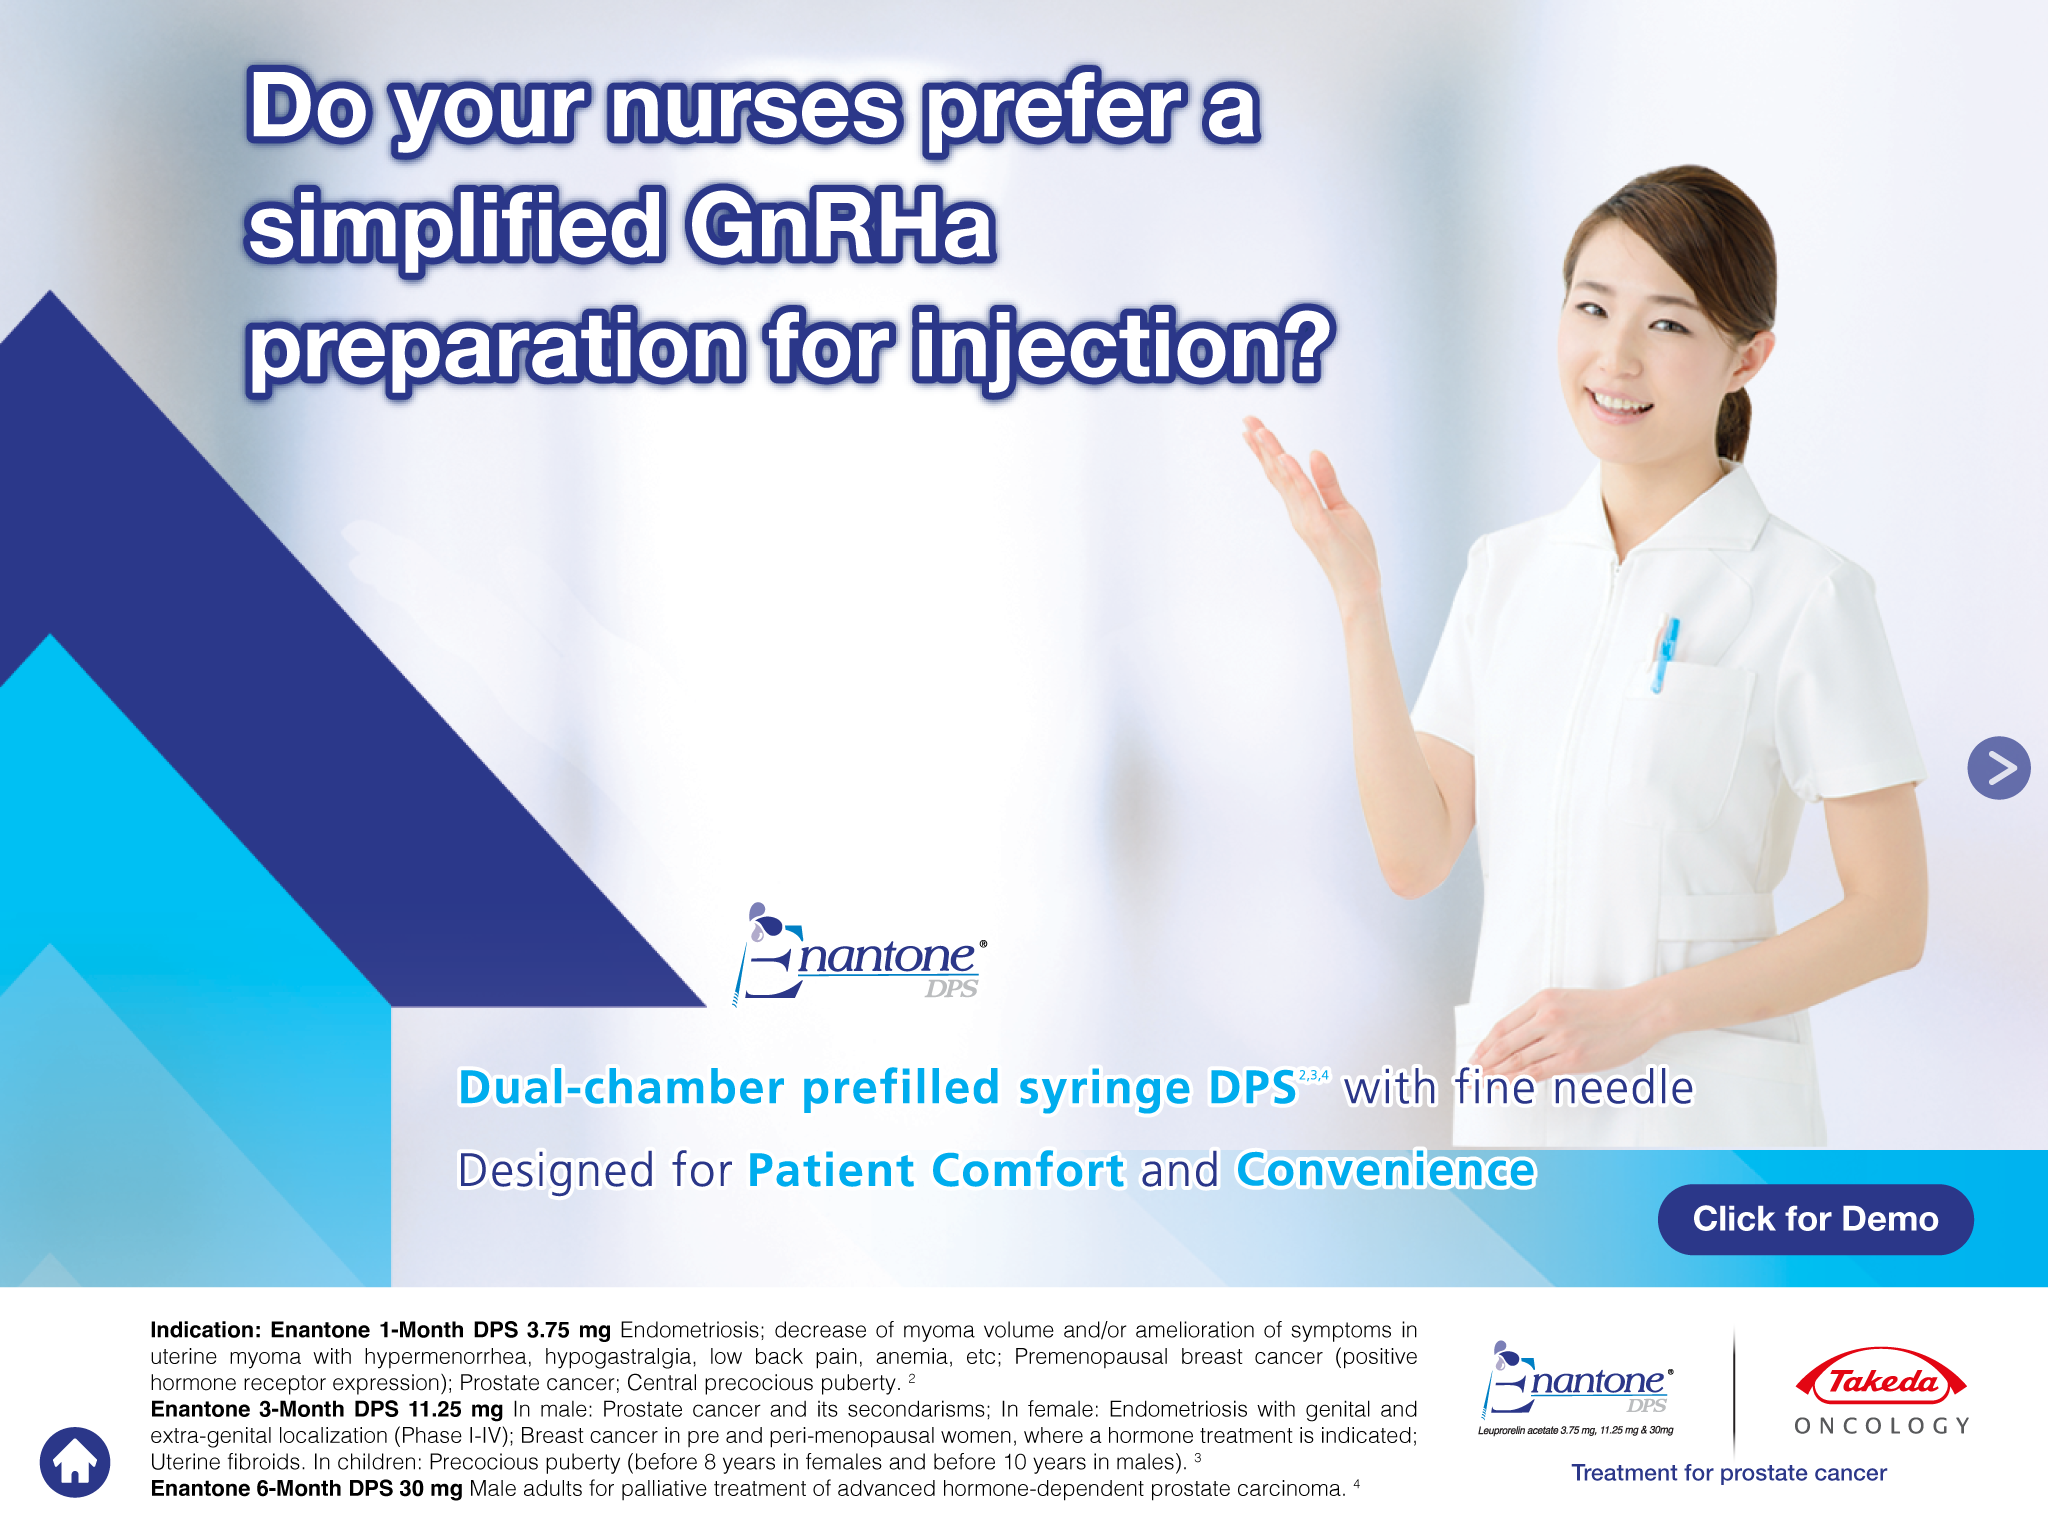 Do your nurses prefer a
simplified GnRHa
preparation for injection?
Enantone®
DPS
Dual-chamber prefilled syringe DPS2,3,4 with fine needle
Designed for Patient Comfort and Convenience
Click for Demo
Indication: Enantone 1-Month DPS 3.75 mg Endometriosis; decrease of myoma volume and/or amelioration of symptoms in
uterine myoma with hypermenorrhea, hypogastralgia, low back pain, anemia, etc; Premenopausal breast cancer (positive
hormone receptor expression); Prostate cancer; Central precocious puberty. 2
Enantone 3-Month DPS 11.25 mg In male: Prostate cancer and its secondarisms; In female: Endometriosis with genital and
extra-genital localization (Phase I-IV); Breast cancer in pre and peri-menopausal women, where a hormone treatment is indicated;
Uterine fibroids. In children: Precocious puberty (before 8 years in females and before 10 years in males). 3
Enantone 6-Month DPS 30 mg Male adults for palliative treatment of advanced hormone-dependent prostate carcinoma. 4
Enantone®
DPS
Leuprorelin acetate 3.75 mg, 11.25 mg & 30mg
Takeda
ONCOLOGY
Treatment for prostate cancer